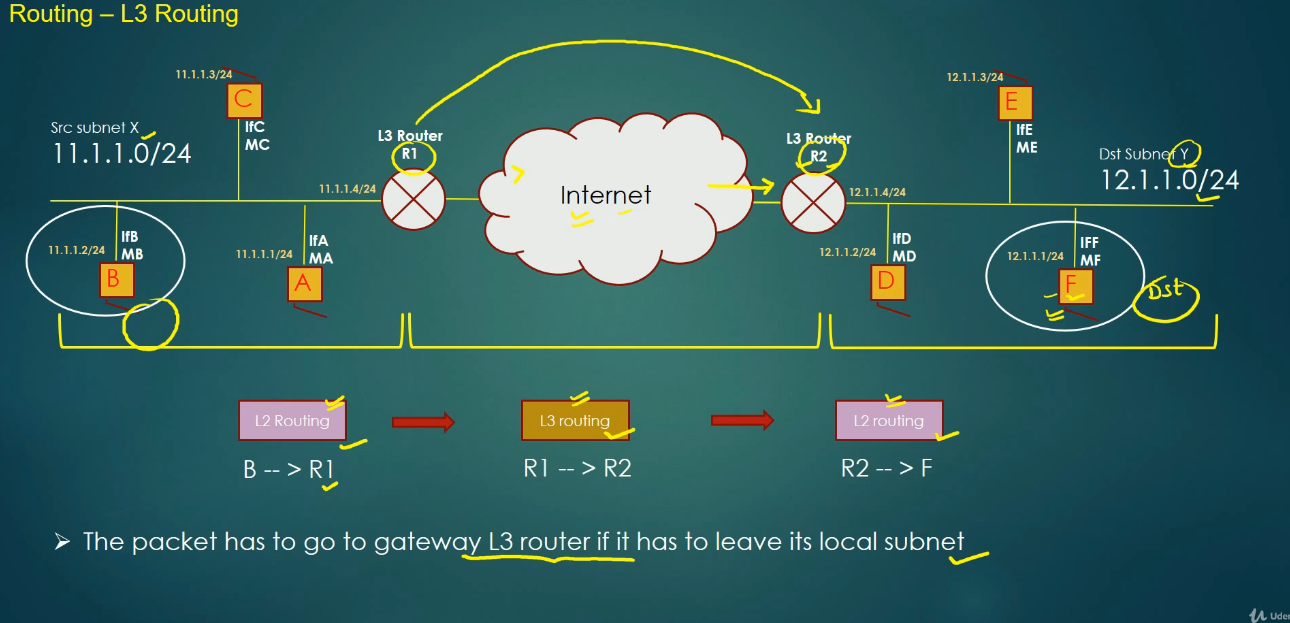 Routing – L3 Routing
11.1.1.3/24
C
IfC
MC
Src subnet X
11.1.1.0/24
L3 Router
R1
11.1.1.4/24
11.1.1.2/24
IfB
MB
B
11.1.1.1/24
IfA
MA
A
Internet
L3 Router
R2
12.1.1.4/24
12.1.1.3/24
E
IfE
ME
Dst Subnet Y
12.1.1.0/24
12.1.1.2/24
IfD
MD
D
12.1.1.1/24
IFF
MF
F
Dst
L2 Routing
L3 routing
L2 routing
B -- > R1
R1 -- > R2
R2 -- > F
➢ The packet has to go to gateway L3 router if it has to leave its local subnet